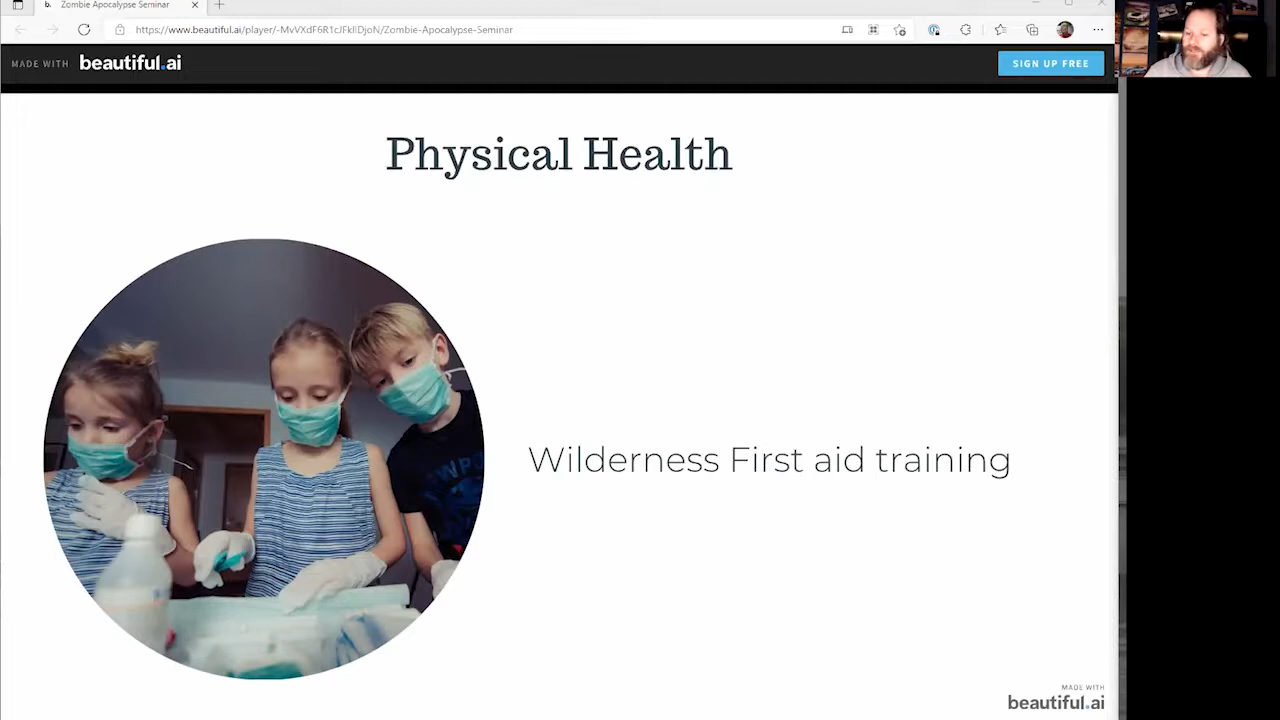 Zombie Apocalypse Seminar
https://www.beautiful.ai/player/-MvVXdF6R1cJFklIDjoN/Zombie-Apocalypse-Seminar
MADE WITH beautiful.ai
SIGN UP FREE
Physical Health
Wilderness First aid training
MADE WITH
beautiful.ai